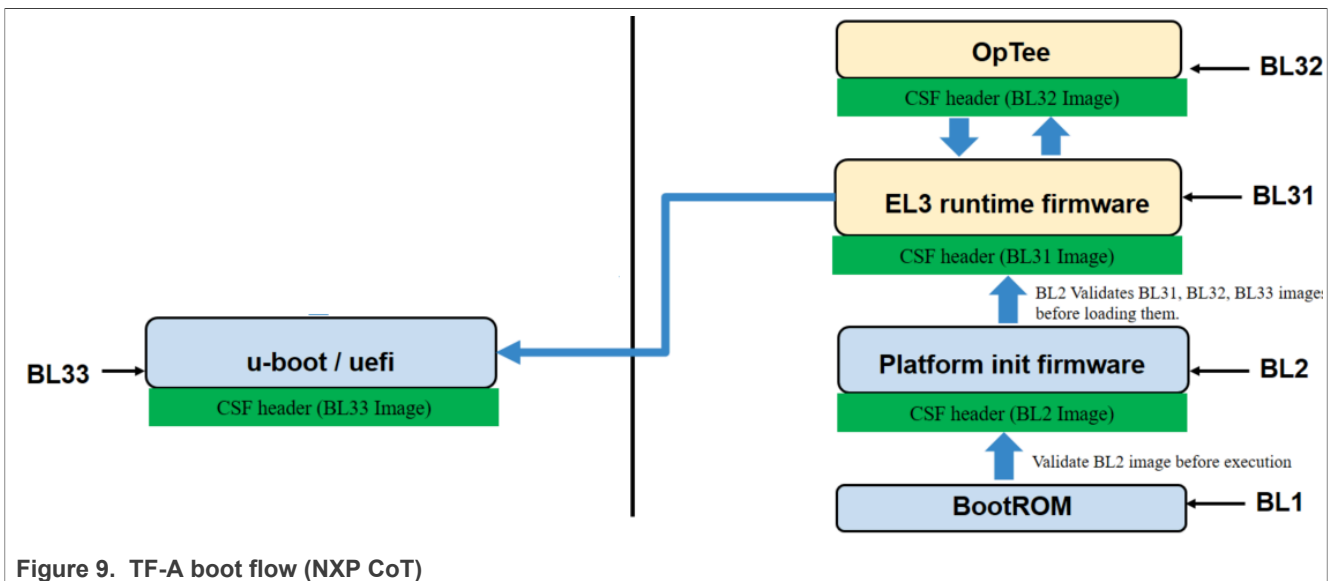 OpTee
BL32
CSF header (BL32 Image)
EL3 runtime firmware
BL31
CSF header (BL31 Image)
BL2 Validates BL31, BL32, BL33 images
before loading them.
u-boot / uefi
BL33
CSF header (BL33 Image)
Platform init firmware
BL2
CSF header (BL2 Image)
Validate BL2 image before execution
BootROM
BL1
Figure 9. TF-A boot flow (NXP CoT)